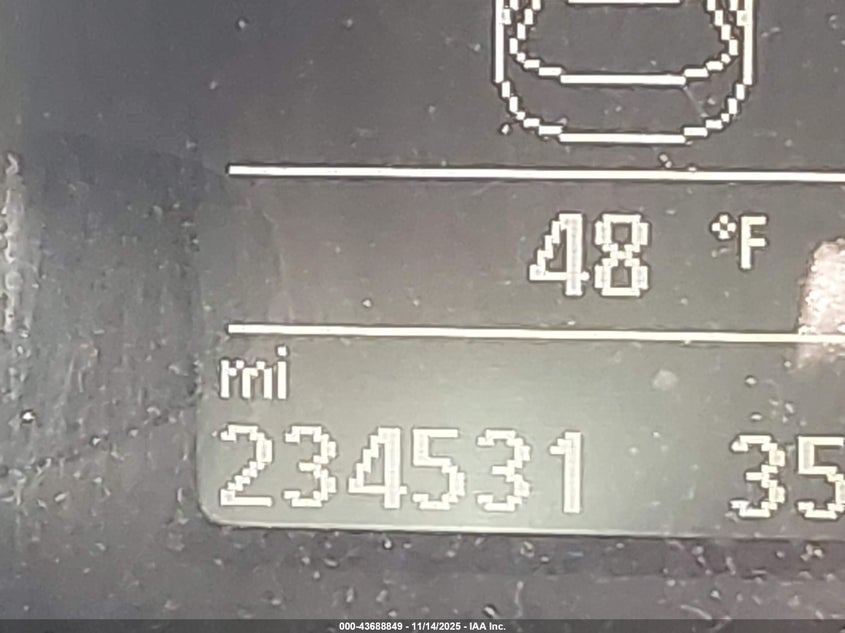 48 °F
mi
234531 35
000-43688849 - 11/14/2025 - IAA Inc.